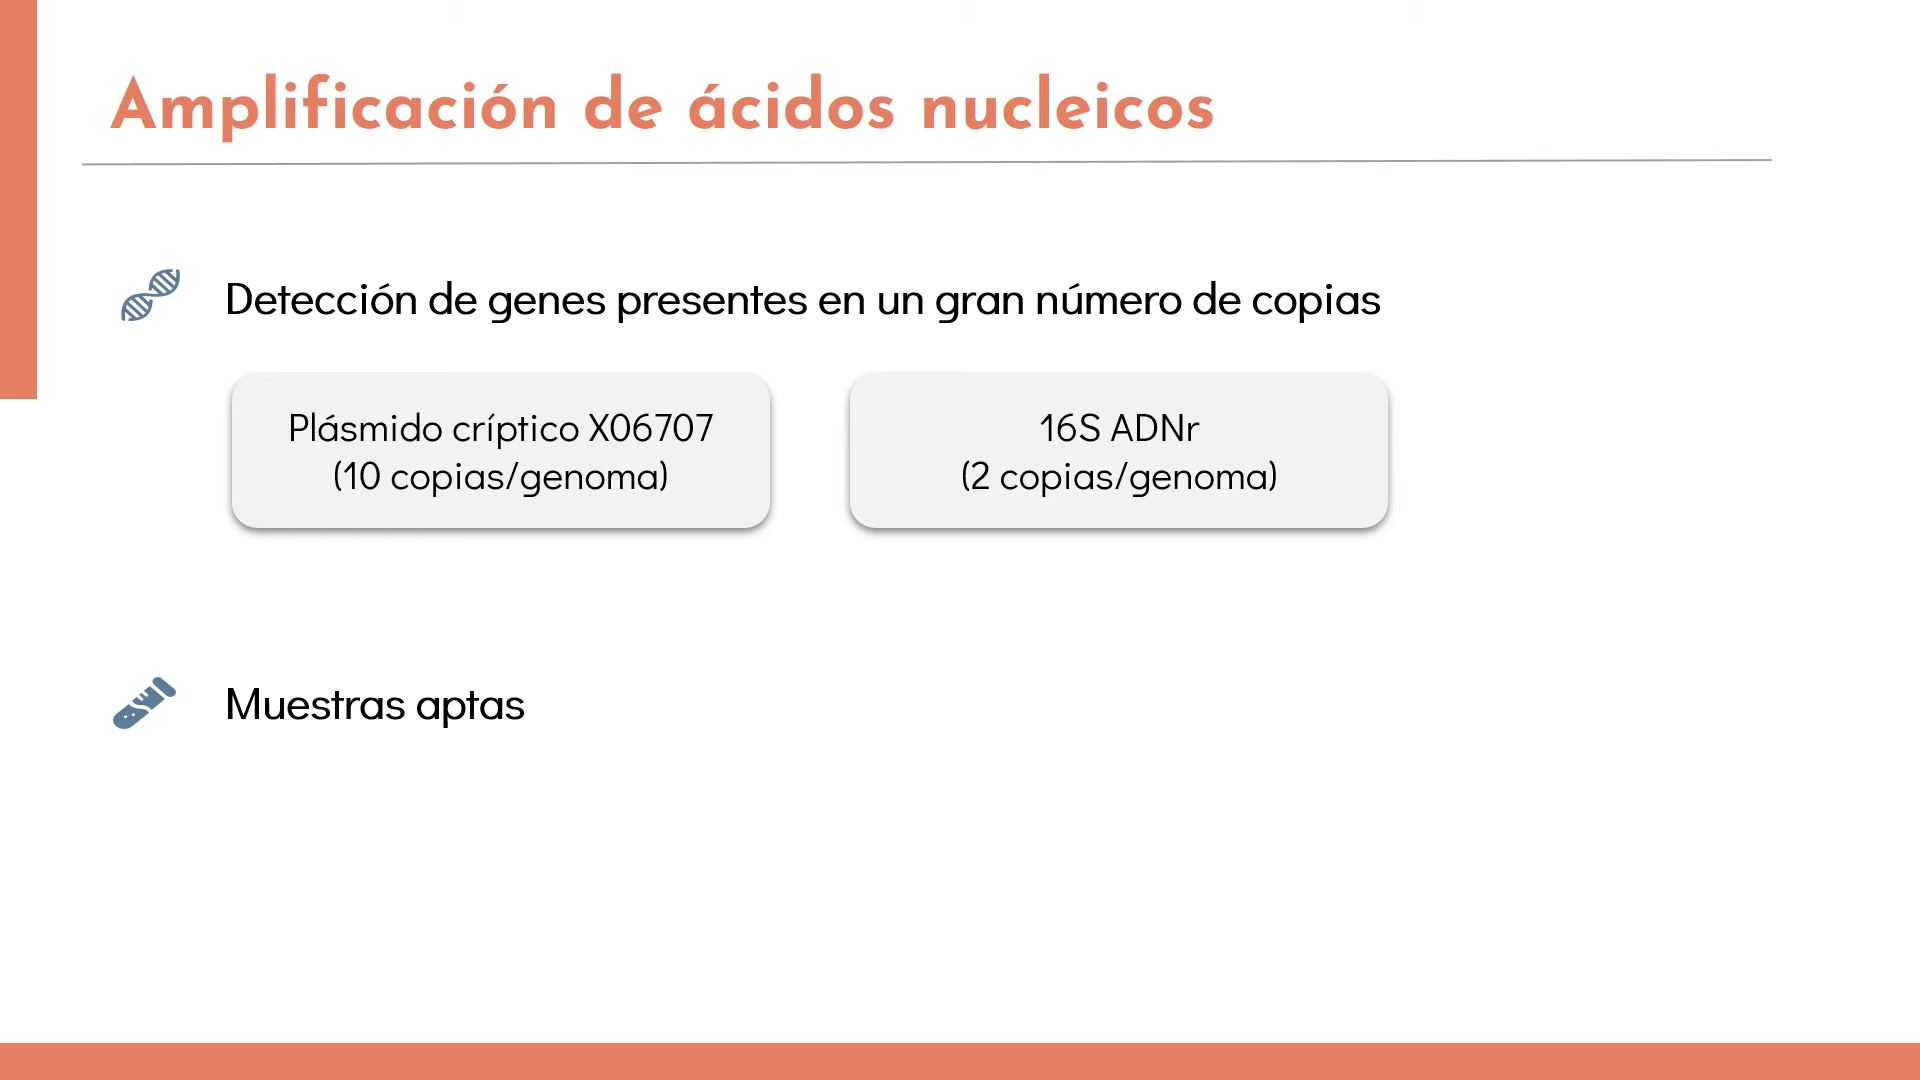 Amplificación de ácidos nucleicos
Detección de genes presentes en un gran número de copias
Plásmido críptico X06707
(10 copias/genoma)
16S ADNr
(2 copias/genoma)
Muestras aptas